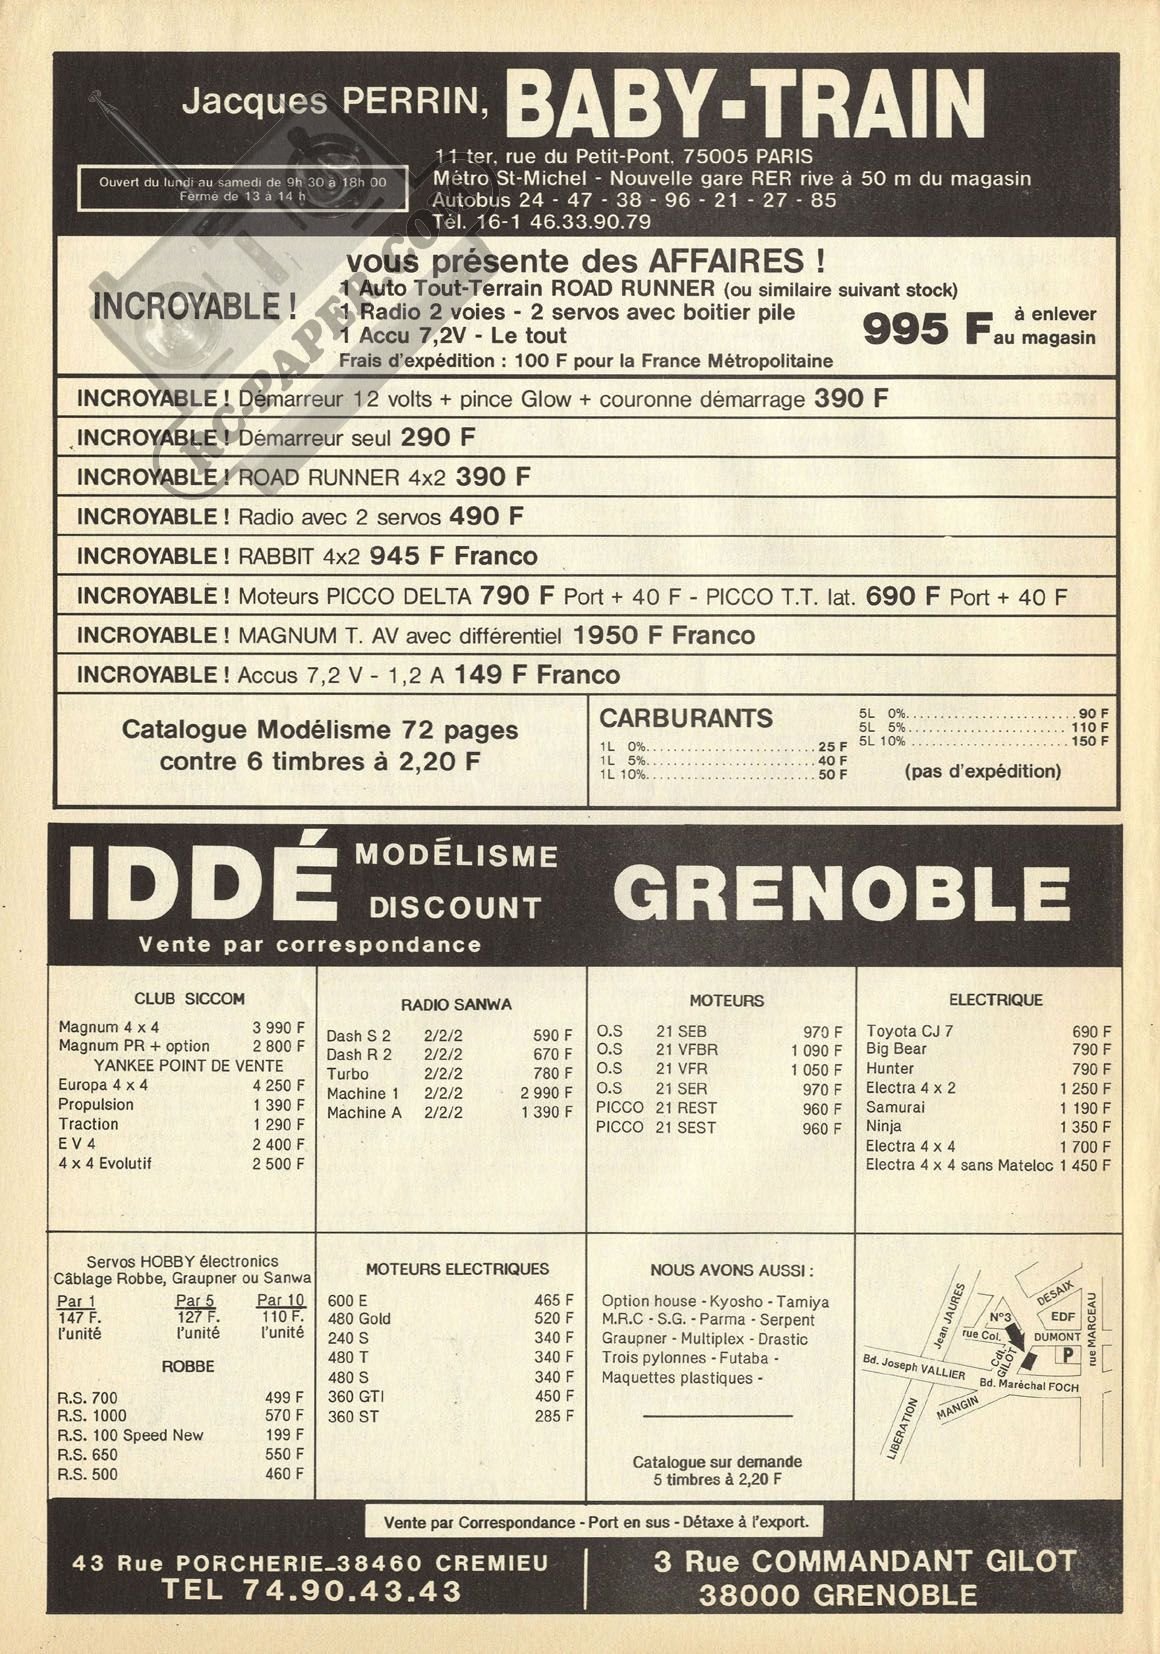 Jacques PERRIN, BABY-TRAIN
11 ter, rue du Petit-Pont, 75005 PARIS
Ouvert du lundi au samedi de 9h 30 à 18h 00
Fermé de 13 à 14 h
Métro St-Michel - Nouvelle gare RER rive à 50 m du magasin
Autobus 24 - 47 - 38 - 96 - 21 - 27 - 85
Tél. 16-1 46.33.90.79
RC-PAPER.COM
vous présente des AFFAIRES !
INCROYABLE !
1 Auto Tout-Terrain ROAD RUNNER (ou similaire suivant stock)
1 Radio 2 voies - 2 servos avec boitier pile
1 Accu 7,2V - Le tout
995 F à enlever
au magasin
Frais d'expédition : 100 F pour la France Métropolitaine
INCROYABLE ! Démarreur 12 volts + pince Glow + couronne démarrage 390 F
INCROYABLE ! Démarreur seul 290 F
INCROYABLE ! ROAD RUNNER 4x2 390 F
INCROYABLE ! Radio avec 2 servos 490 F
INCROYABLE ! RABBIT 4x2 945 F Franco
INCROYABLE ! Moteurs PICCO DELTA 790 F Port + 40 F - PICCO T.T. lat. 690 F Port + 40 F
INCROYABLE ! MAGNUM T. AV avec différentiel 1950 F Franco
INCROYABLE ! Accus 7,2 V - 1,2 A 149 F Franco
Catalogue Modélisme 72 pages
contre 6 timbres à 2,20 F
CARBURANTS
1L 0%........................25 F
1L 5%........................40 F
1L 10%........................50 F
5L 0%........................90 F
5L 5%........................110 F
5L 10%........................150 F
(pas d'expédition)
IDDÉ MODÉLISME
DISCOUNT
GRENOBLE
Vente par correspondance
CLUB SICCOM
Magnum 4 x 4 3 990 F
Magnum PR + option 2 800 F
YANKEE POINT DE VENTE
Europa 4 x 4 4 250 F
Propulsion 1 390 F
Traction 1 290 F
E V 4 2 400 F
4 x 4 Evolutif 2 500 F
RADIO SANWA
Dash S 2 2/2/2 590 F
Dash R 2 2/2/2 670 F
Turbo 2/2/2 780 F
Machine 1 2/2/2 2 990 F
Machine A 2/2/2 1 390 F
MOTEURS
O.S 21 SEB 970 F
O.S 21 VFBR 1 090 F
O.S 21 VFR 1 050 F
O.S 21 SER 970 F
PICCO 21 REST 960 F
PICCO 21 SEST 960 F
ELECTRIQUE
Toyota CJ 7 690 F
Big Bear 790 F
Hunter 790 F
Electra 4 x 2 1 250 F
Samurai 1 190 F
Ninja 1 350 F
Electra 4 x 4 1 700 F
Electra 4 x 4 sans Mateloc 1 450 F
Servos HOBBY électronics
Câblage Robbe, Graupner ou Sanwa
Par 1 Par 5 Par 10
147 F. 127 F. 110 F.
l'unité l'unité l'unité
ROBBE
R.S. 700 499 F
R.S. 1000 570 F
R.S. 100 Speed New 199 F
R.S. 650 550 F
R.S. 500 460 F
MOTEURS ELECTRIQUES
600 E 465 F
480 Gold 520 F
240 S 340 F
480 T 340 F
480 S 340 F
360 GTI 450 F
360 ST 285 F
NOUS AVONS AUSSI :
Option house - Kyosho - Tamiya
M.R.C - S.G. - Parma - Serpent
Graupner - Multiplex - Drastic
Trois pylonnes - Futaba -
Maquettes plastiques -
Catalogue sur demande
5 timbres à 2,20 F
Jean JAURES
N°3
DESAIX
EDF
rue MARCEAU
rue Col.
DUMONT
Cdt. GILOT
P
Bd. Joseph VALLIER
Bd. Maréchal FOCH
MANGIN
LIBERATION
Vente par Correspondance - Port en sus - Détaxe à l'export.
43 Rue PORCHERIE_38460 CREMIEU
TEL 74.90.43.43
3 Rue COMMANDANT GILOT
38000 GRENOBLE